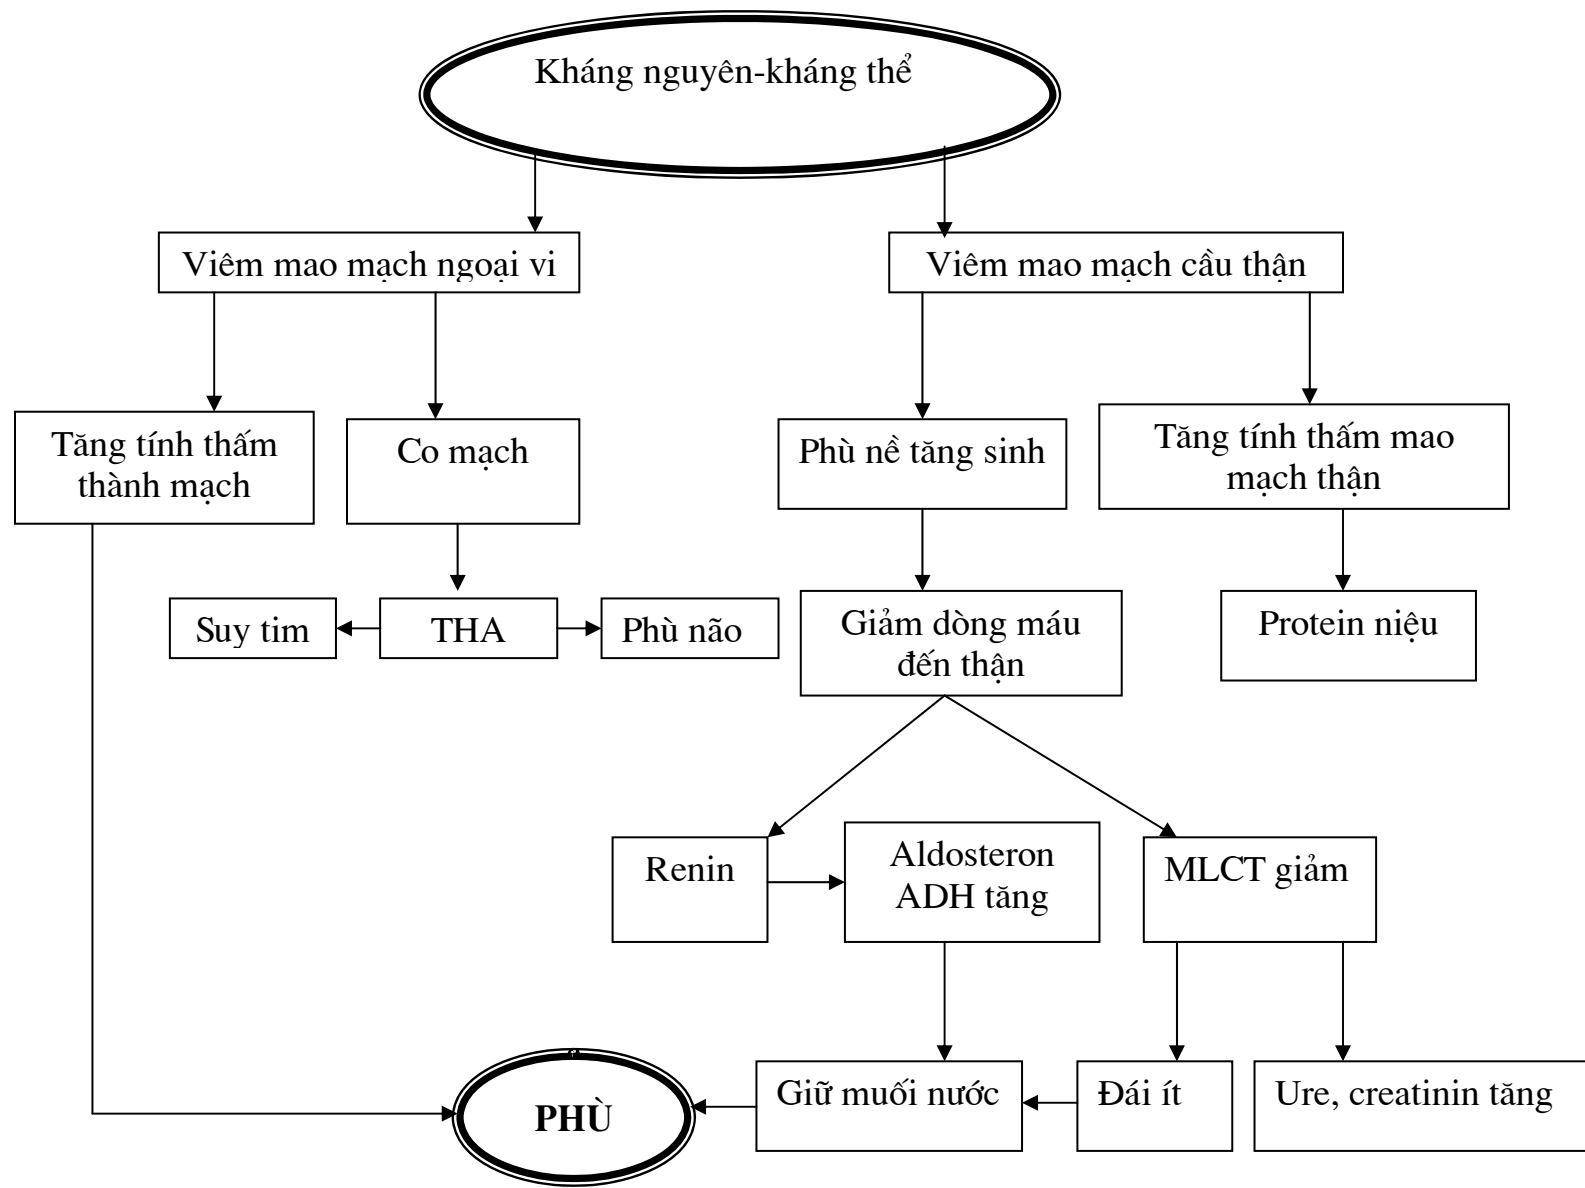 Kháng nguyên-kháng thể
Viêm mao mạch ngoại vi
Viêm mao mạch cầu thận
Tăng tính thấm
thành mạch
Co mạch
Phù nề tăng sinh
Tăng tính thấm mao
mạch thận
Suy tim
THA
Phù não
Giảm dòng máu
đến thận
Protein niệu
Renin
Aldosteron
ADH tăng
MLCT giảm
PHÙ
Giữ muối nước
Đái ít
Ure, creatinin tăng